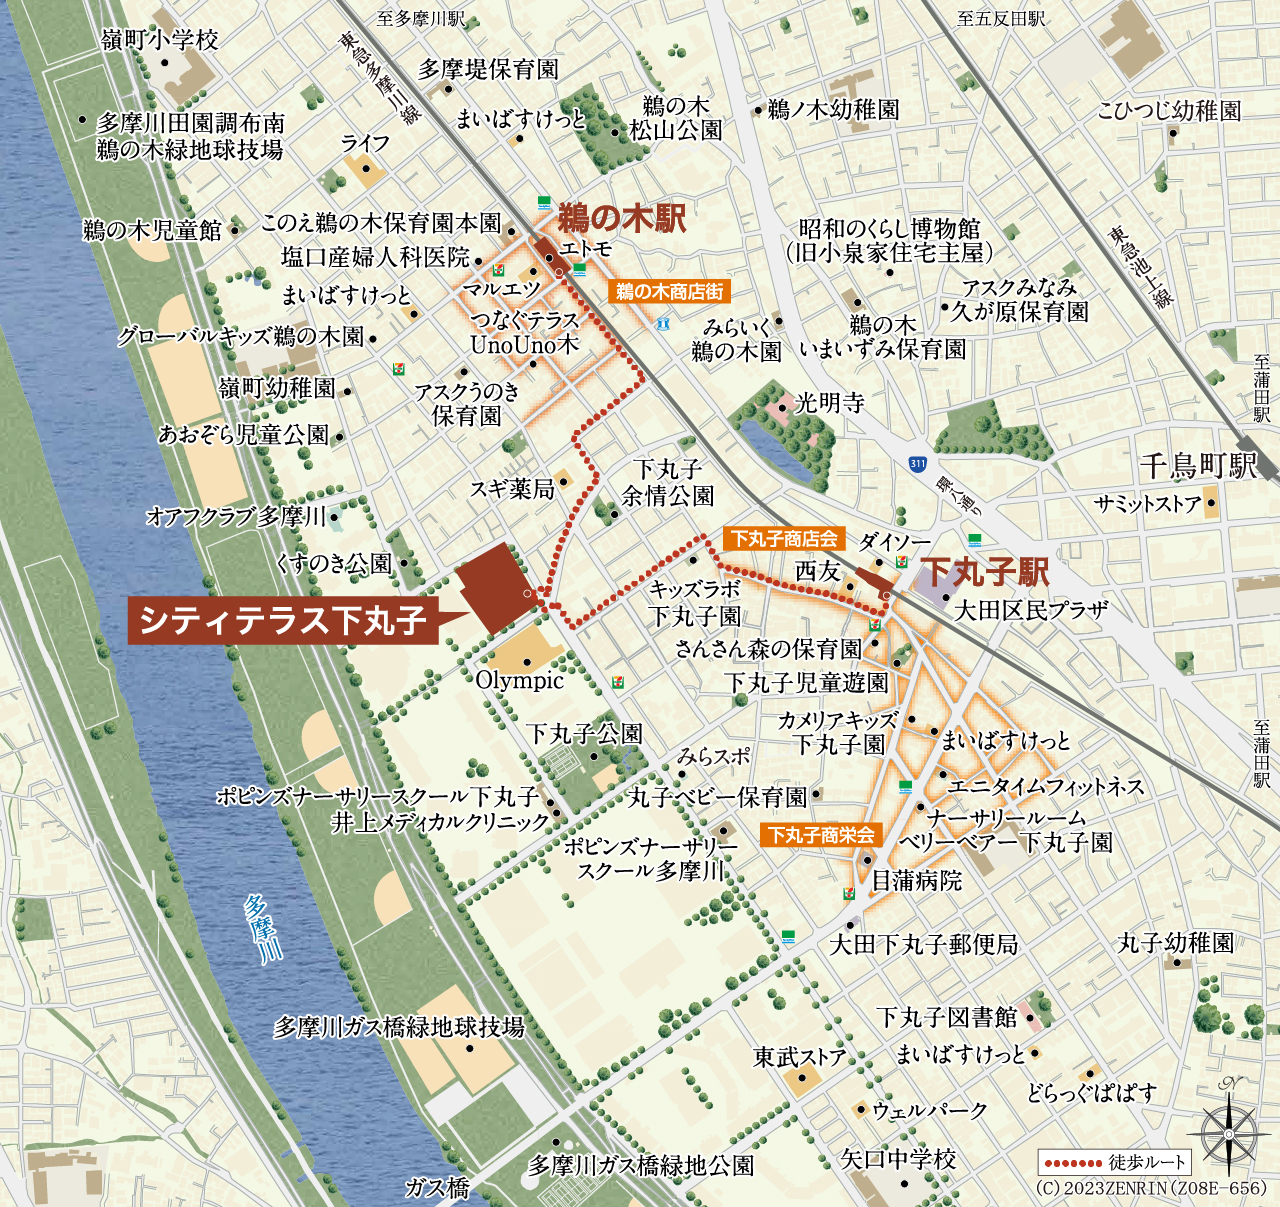 至多摩川駅
至五反田駅
嶺町小学校
東急多摩川線
多摩堤保育園
まいばすけっと
鵜の木
松山公園
鵜ノ木幼稚園
こひつじ幼稚園
多摩川田園調布南
鵜の木緑地球技場
ライフ
鵜の木児童館
このえ鵜の木保育園本園
鵜の木駅
エトモ
塩口産婦人科医院
マルエツ
鵜の木商店街
昭和のくらし博物館
(旧小泉家住宅主屋)
東急池上線
まいばすけっと
つなぐテラス
UnoUno木
アスクみなみ
久が原保育園
グローバルキッズ鵜の木園
みらいく
鵜の木園
鵜の木
いまいずみ保育園
嶺町幼稚園
アスクうのき
保育園
至蒲田駅
光明寺
あおぞら児童公園
311
環八通り
千鳥町駅
スギ薬局
下丸子
余情公園
サミットストア
オアフクラブ多摩川
下丸子商店会
ダイソー
くすのき公園
西友
下丸子駅
キッズラボ
下丸子園
大田区民プラザ
シティテラス下丸子
さんさん森の保育園
Olympic
下丸子児童遊園
カメリアキッズ
下丸子園
下丸子公園
まいばすけっと
至蒲田駅
みらスポ
ポピンズナーサリースクール下丸子
丸子ベビー保育園
エニタイムフィットネス
井上メディカルクリニック
ナーサリールーム
ベリーベアー下丸子園
下丸子商栄会
ポピンズナーサリー
スクール多摩川
目蒲病院
多摩川
大田下丸子郵便局
丸子幼稚園
多摩川ガス橋緑地球技場
下丸子図書館
東武ストア
まいばすけっと
どらっぐぱぱす
ウェルパーク
N
多摩川ガス橋緑地公園
矢口中学校
徒歩ルート
ガス橋
(C)2023ZENRIN(Z08E-656)